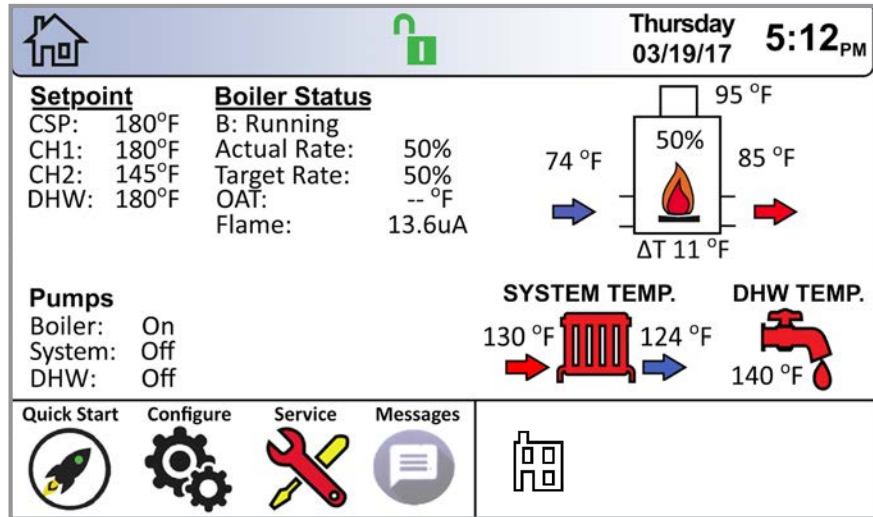 Thursday
03/19/17
5:12PM
Setpoint
CSP: 180°F
CH1: 180°F
CH2: 145°F
DHW: 180°F
Boiler Status
B: Running
Actual Rate: 50%
Target Rate: 50%
OAT: -- °F
Flame: 13.6uA
95 °F
50%
74 °F
85 °F
ΔT 11 °F
Pumps
Boiler: On
System: Off
DHW: Off
SYSTEM TEMP.
130 °F
124 °F
DHW TEMP.
140 °F
Quick Start
Configure
Service
Messages